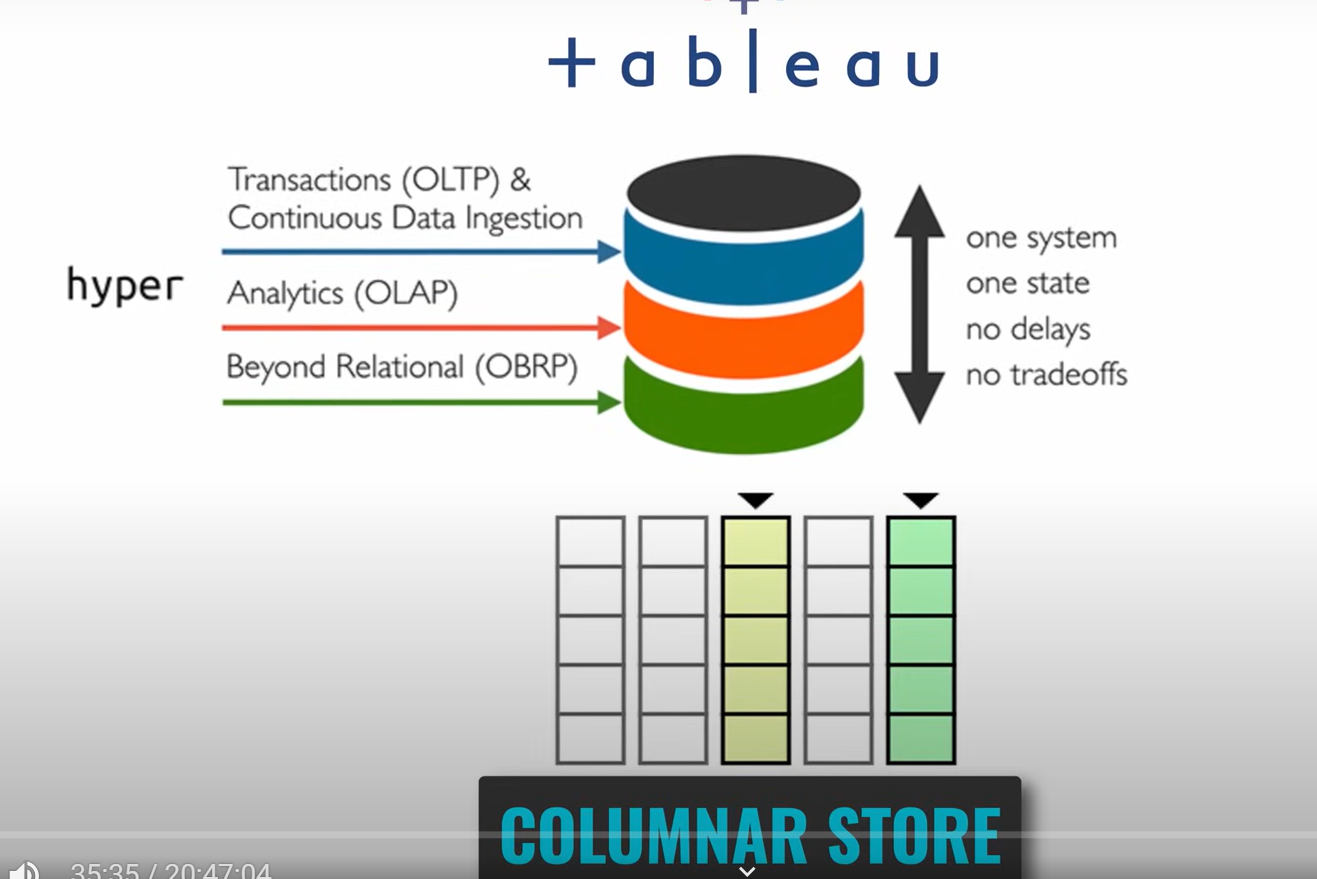 tableau
Transactions (OLTP) &
Continuous Data Ingestion
hyper
Analytics (OLAP)
Beyond Relational (OBRP)
one system
one state
no delays
no tradeoffs
COLUMNAR STORE
35:35 / 20:47:04